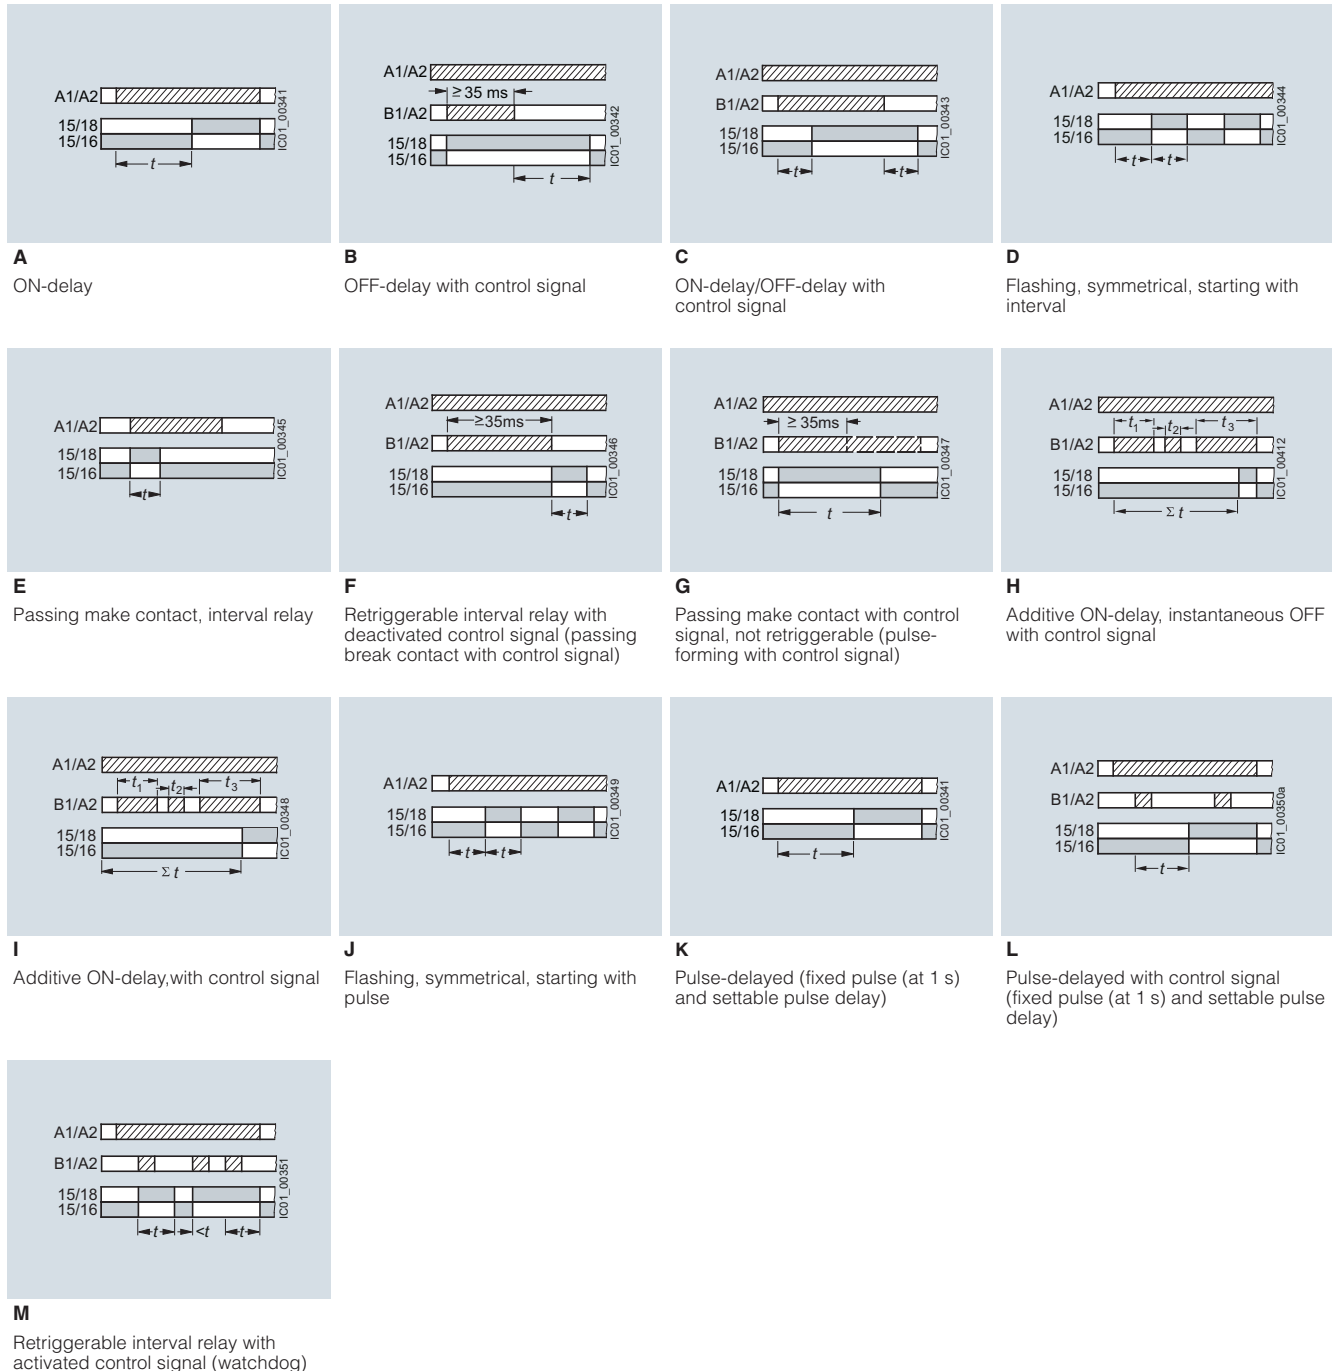 A1/A2
15/18
15/16
t
IC01_00341
A
ON-delay
A1/A2
≥ 35 ms
B1/A2
15/18
15/16
t
IC01_00342
B
OFF-delay with control signal
A1/A2
B1/A2
15/18
15/16
t t
IC01_00343
C
ON-delay/OFF-delay with
control signal
A1/A2
15/18
15/16
t t
IC01_00344
D
Flashing, symmetrical, starting with
interval
A1/A2
15/18
15/16
t
IC01_00345
E
Passing make contact, interval relay
A1/A2
≥35ms
B1/A2
15/18
15/16
t
IC01_00346
F
Retriggerable interval relay with
deactivated control signal (passing
break contact with control signal)
A1/A2
≥ 35ms
B1/A2
15/18
15/16
t
IC01_00347
G
Passing make contact with control
signal, not retriggerable (pulse-
forming with control signal)
A1/A2
t1 t2 t3
B1/A2
15/18
15/16
Σ t
IC01_00412
H
Additive ON-delay, instantaneous OFF
with control signal
A1/A2
t1 t2 t3
B1/A2
15/18
15/16
Σ t
IC01_00348
I
Additive ON-delay,with control signal
A1/A2
15/18
15/16
t t
IC01_00349
J
Flashing, symmetrical, starting with
pulse
A1/A2
15/18
15/16
t
IC01_00341
K
Pulse-delayed (fixed pulse (at 1 s)
and settable pulse delay)
A1/A2
B1/A2
15/18
15/16
t
IC01_00350a
L
Pulse-delayed with control signal
(fixed pulse (at 1 s) and settable pulse
delay)
A1/A2
B1/A2
15/18
15/16
t <t t
IC01_00351
M
Retriggerable interval relay with
activated control signal (watchdog)